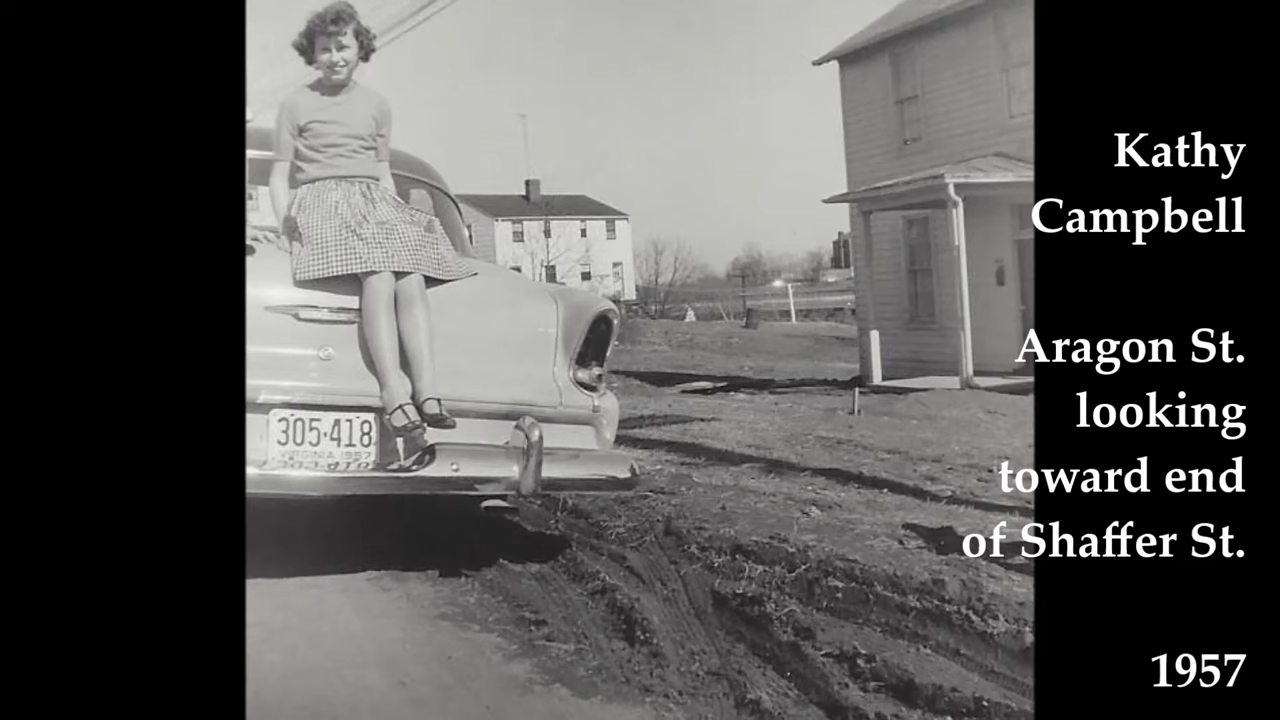 Kathy
Campbell
Aragon St.
looking
toward end
of Shaffer St.
1957
305·418
VIRGINIA 1957